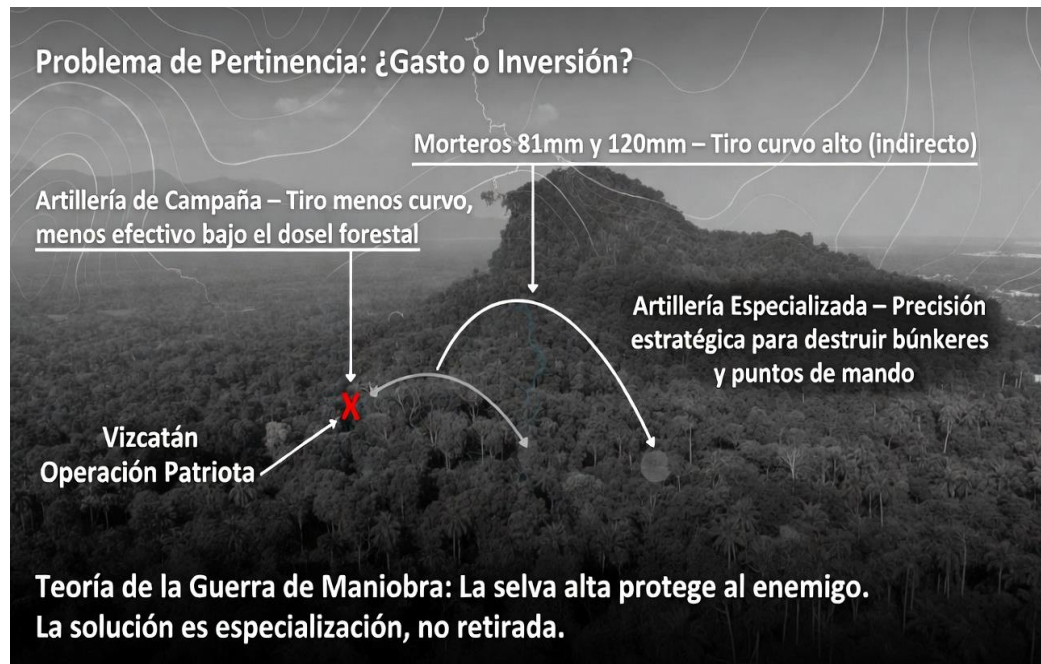 Problema de Pertinencia: ¿Gasto o Inversión?
Morteros 81mm y 120mm – Tiro curvo alto (indirecto)
Artillería de Campaña – Tiro menos curvo,
menos efectivo bajo el dosel forestal
Artillería Especializada – Precisión
estratégica para destruir búnkeres
y puntos de mando
X
Vizcatán
Operación Patriota
Teoría de la Guerra de Maniobra: La selva alta protege al enemigo.
La solución es especialización, no retirada.